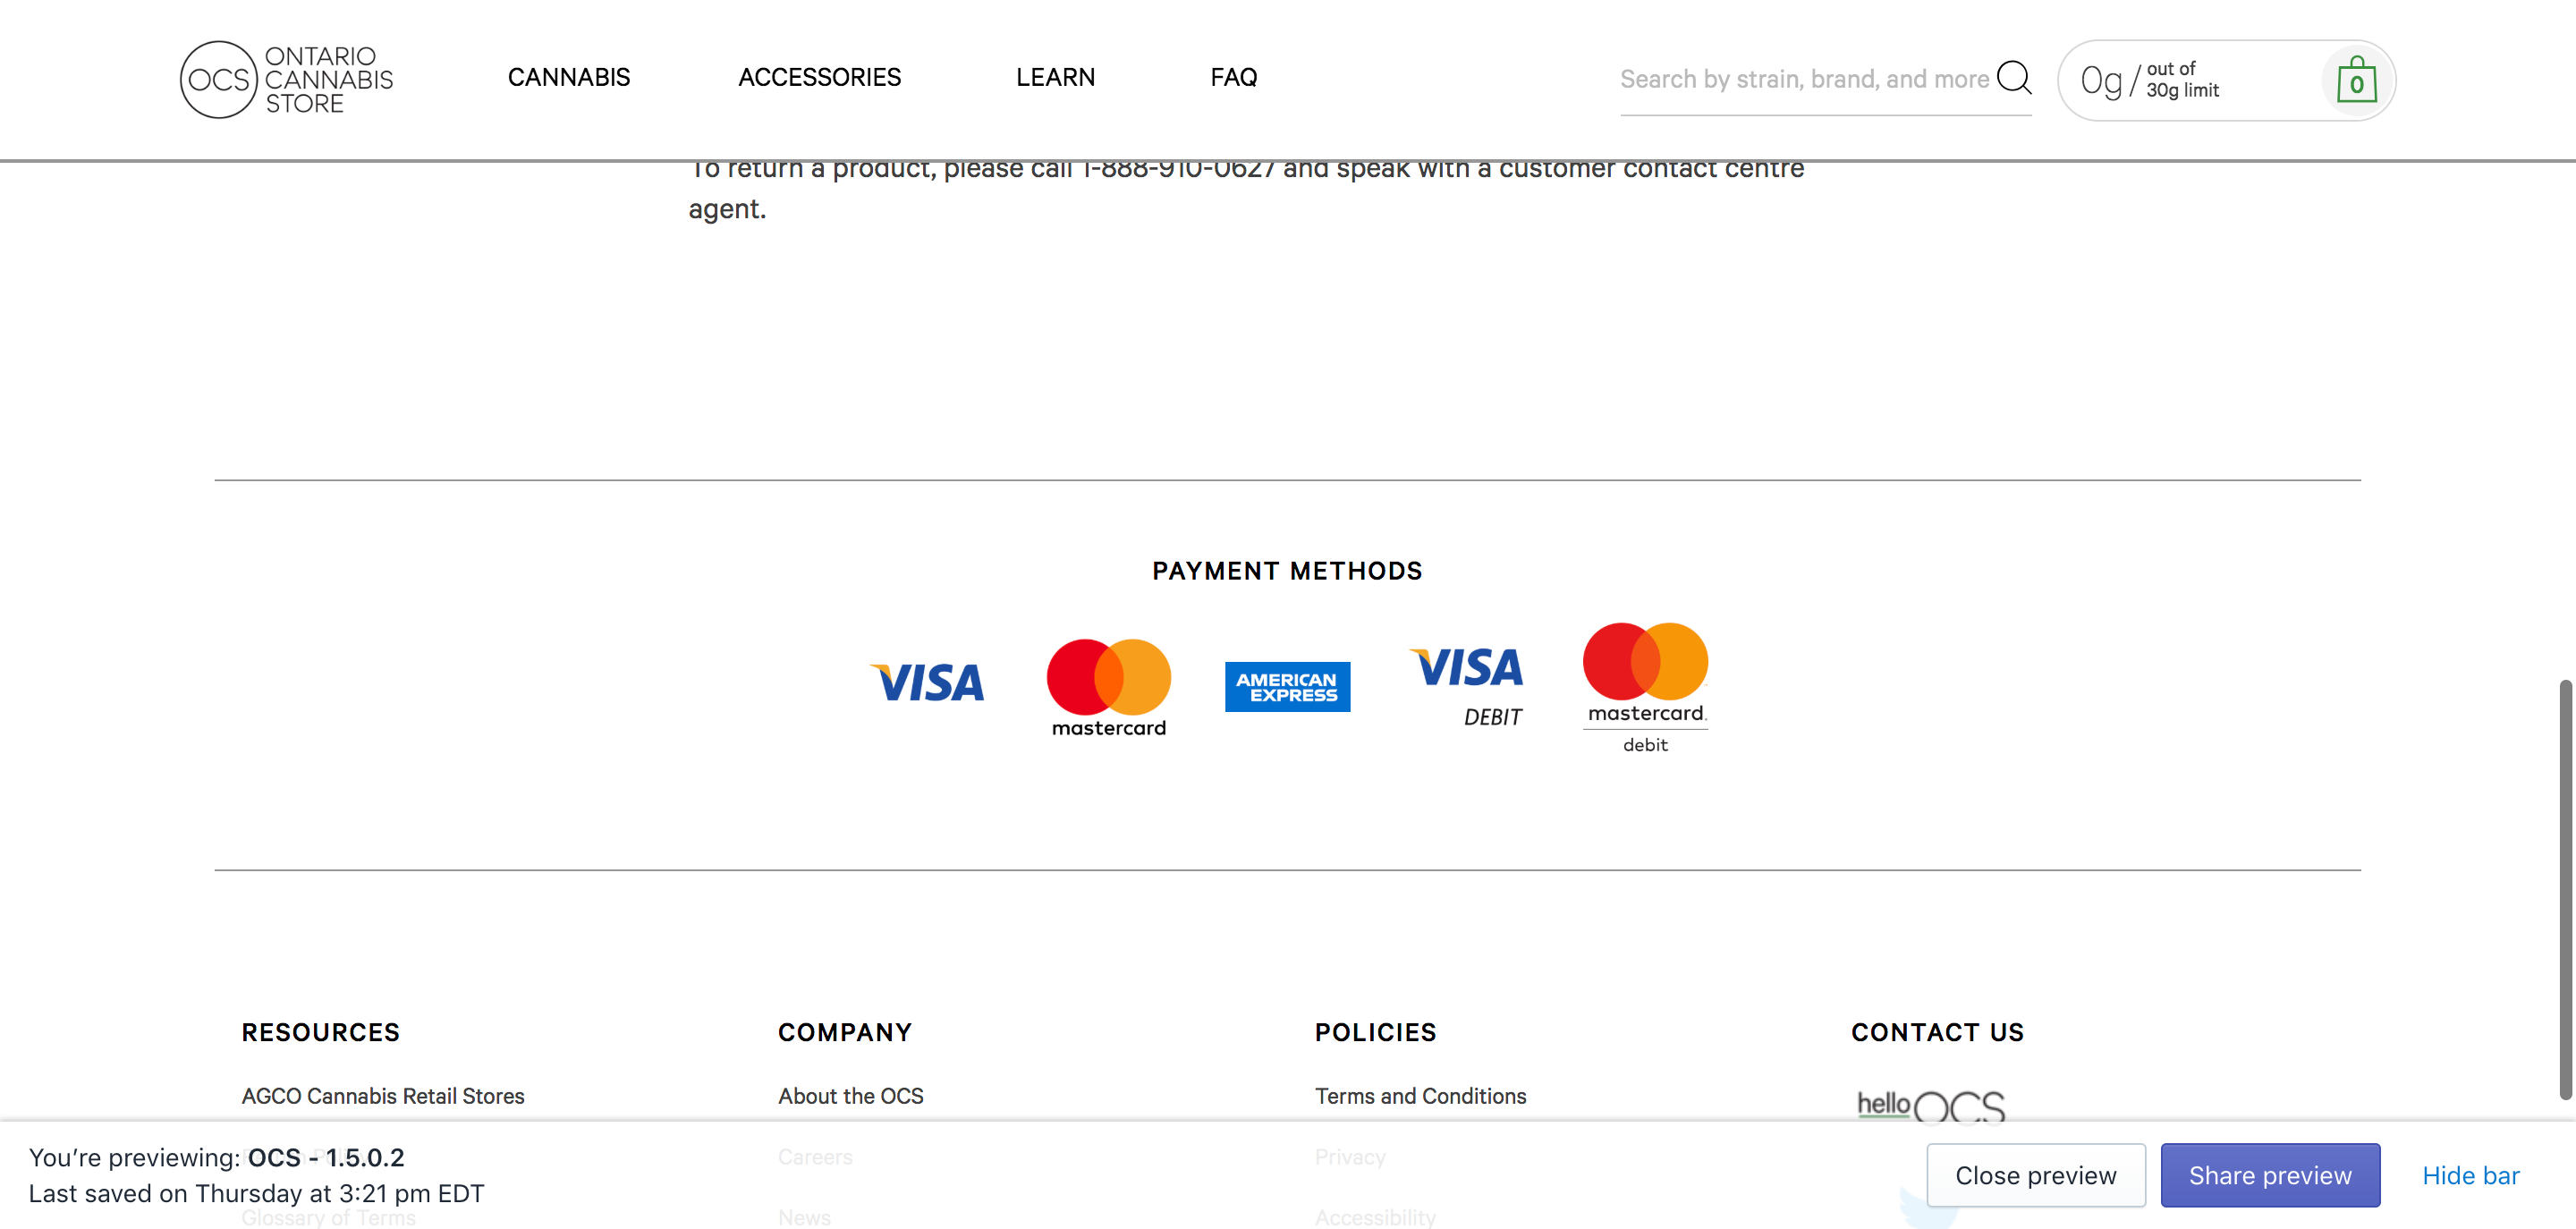 OCS
ONTARIO
CANNABIS
STORE
CANNABIS
ACCESSORIES
LEARN
FAQ
Search by strain, brand, and more
0g/
out of
30g limit
0
To return a product, please call 1-888-910-0627 and speak with a customer contact centre
agent.
PAYMENT METHODS
VISA
mastercard
AMERICAN
EXPRESS
VISA
DEBIT
mastercard.
debit
RESOURCES
AGCO Cannabis Retail Stores
Glossary of Terms
COMPANY
About the OCS
Careers
News
POLICIES
Terms and Conditions
Privacy
Accessibility
CONTACT US
hello OCS
You're previewing: OCS - 1.5.0.2
Last saved on Thursday at 3:21 pm EDT
Close preview
Share preview
Hide bar